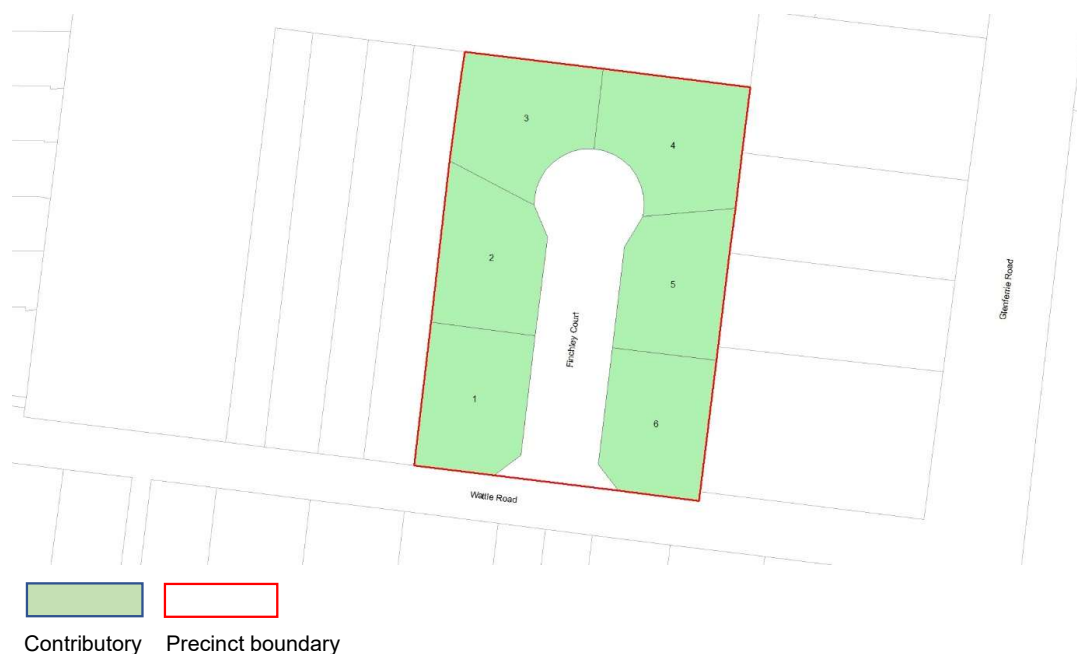 3
4
2
5
Finchley Court
Glenferrie Road
1
6
Wattle Road
Contributory
Precinct boundary